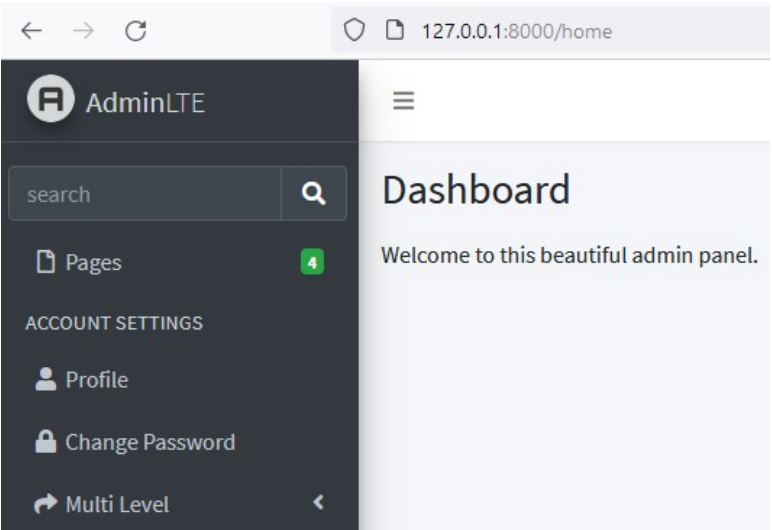 127.0.0.1:8000/home
AdminLTE
search
Dashboard
Welcome to this beautiful admin panel.
Pages 4
ACCOUNT SETTINGS
Profile
Change Password
Multi Level